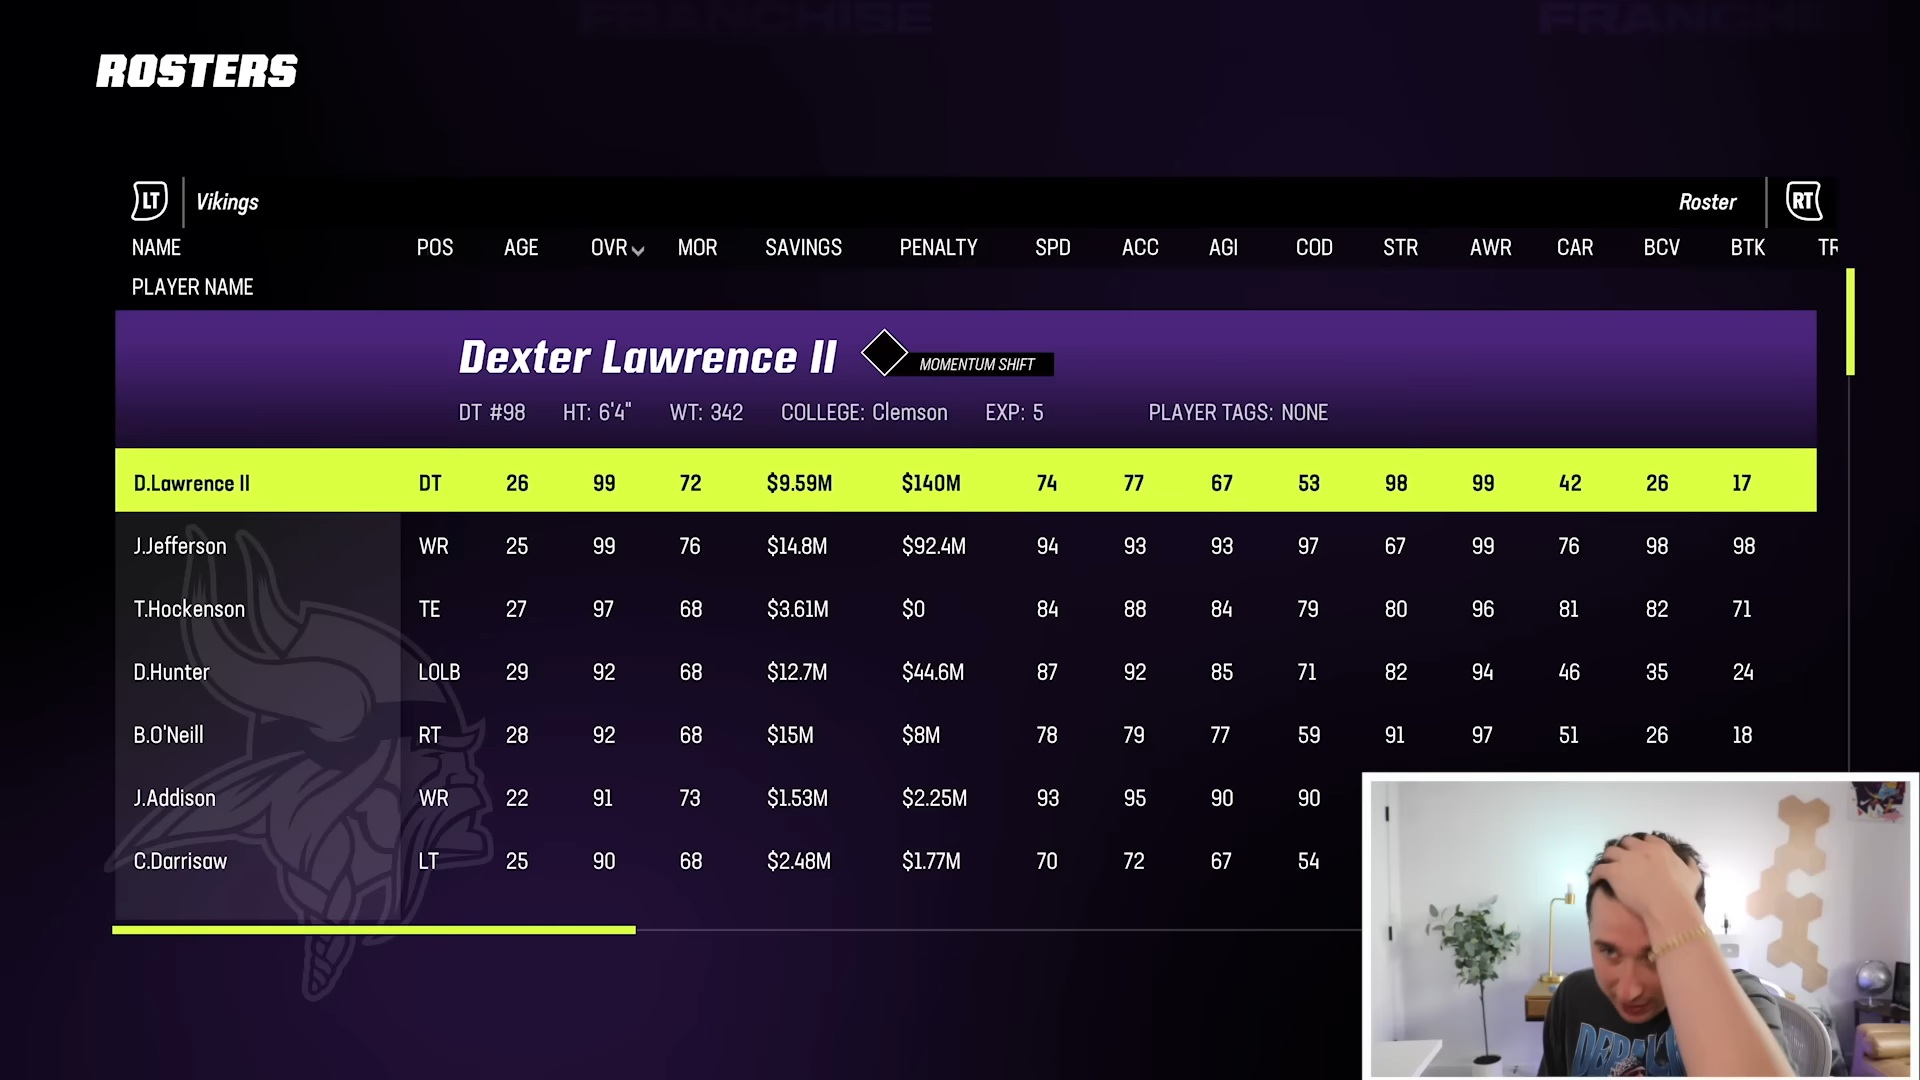 FRANCHISE
FRANCHISE
ROSTERS
LT Vikings Roster RT
NAME POS AGE OVR MOR SAVINGS PENALTY SPD ACC AGI COD STR AWR CAR BCV BTK TR
PLAYER NAME
Dexter Lawrence II MOMENTUM SHIFT
DT #98 HT: 6'4" WT: 342 COLLEGE: Clemson EXP: 5 PLAYER TAGS: NONE
D.Lawrence II DT 26 99 72 $9.59M $140M 74 77 67 53 98 99 42 26 17
J.Jefferson WR 25 99 76 $14.8M $92.4M 94 93 93 97 67 99 76 98 98
T.Hockenson TE 27 97 68 $3.61M $0 84 88 84 79 80 96 81 82 71
D.Hunter LOLB 29 92 68 $12.7M $44.6M 87 92 85 71 82 94 46 35 24
B.O'Neill RT 28 92 68 $15M $8M 78 79 77 59 91 97 51 26 18
J.Addison WR 22 91 73 $1.53M $2.25M 93 95 90 90
C.Darrisaw LT 25 90 68 $2.48M $1.77M 70 72 67 54